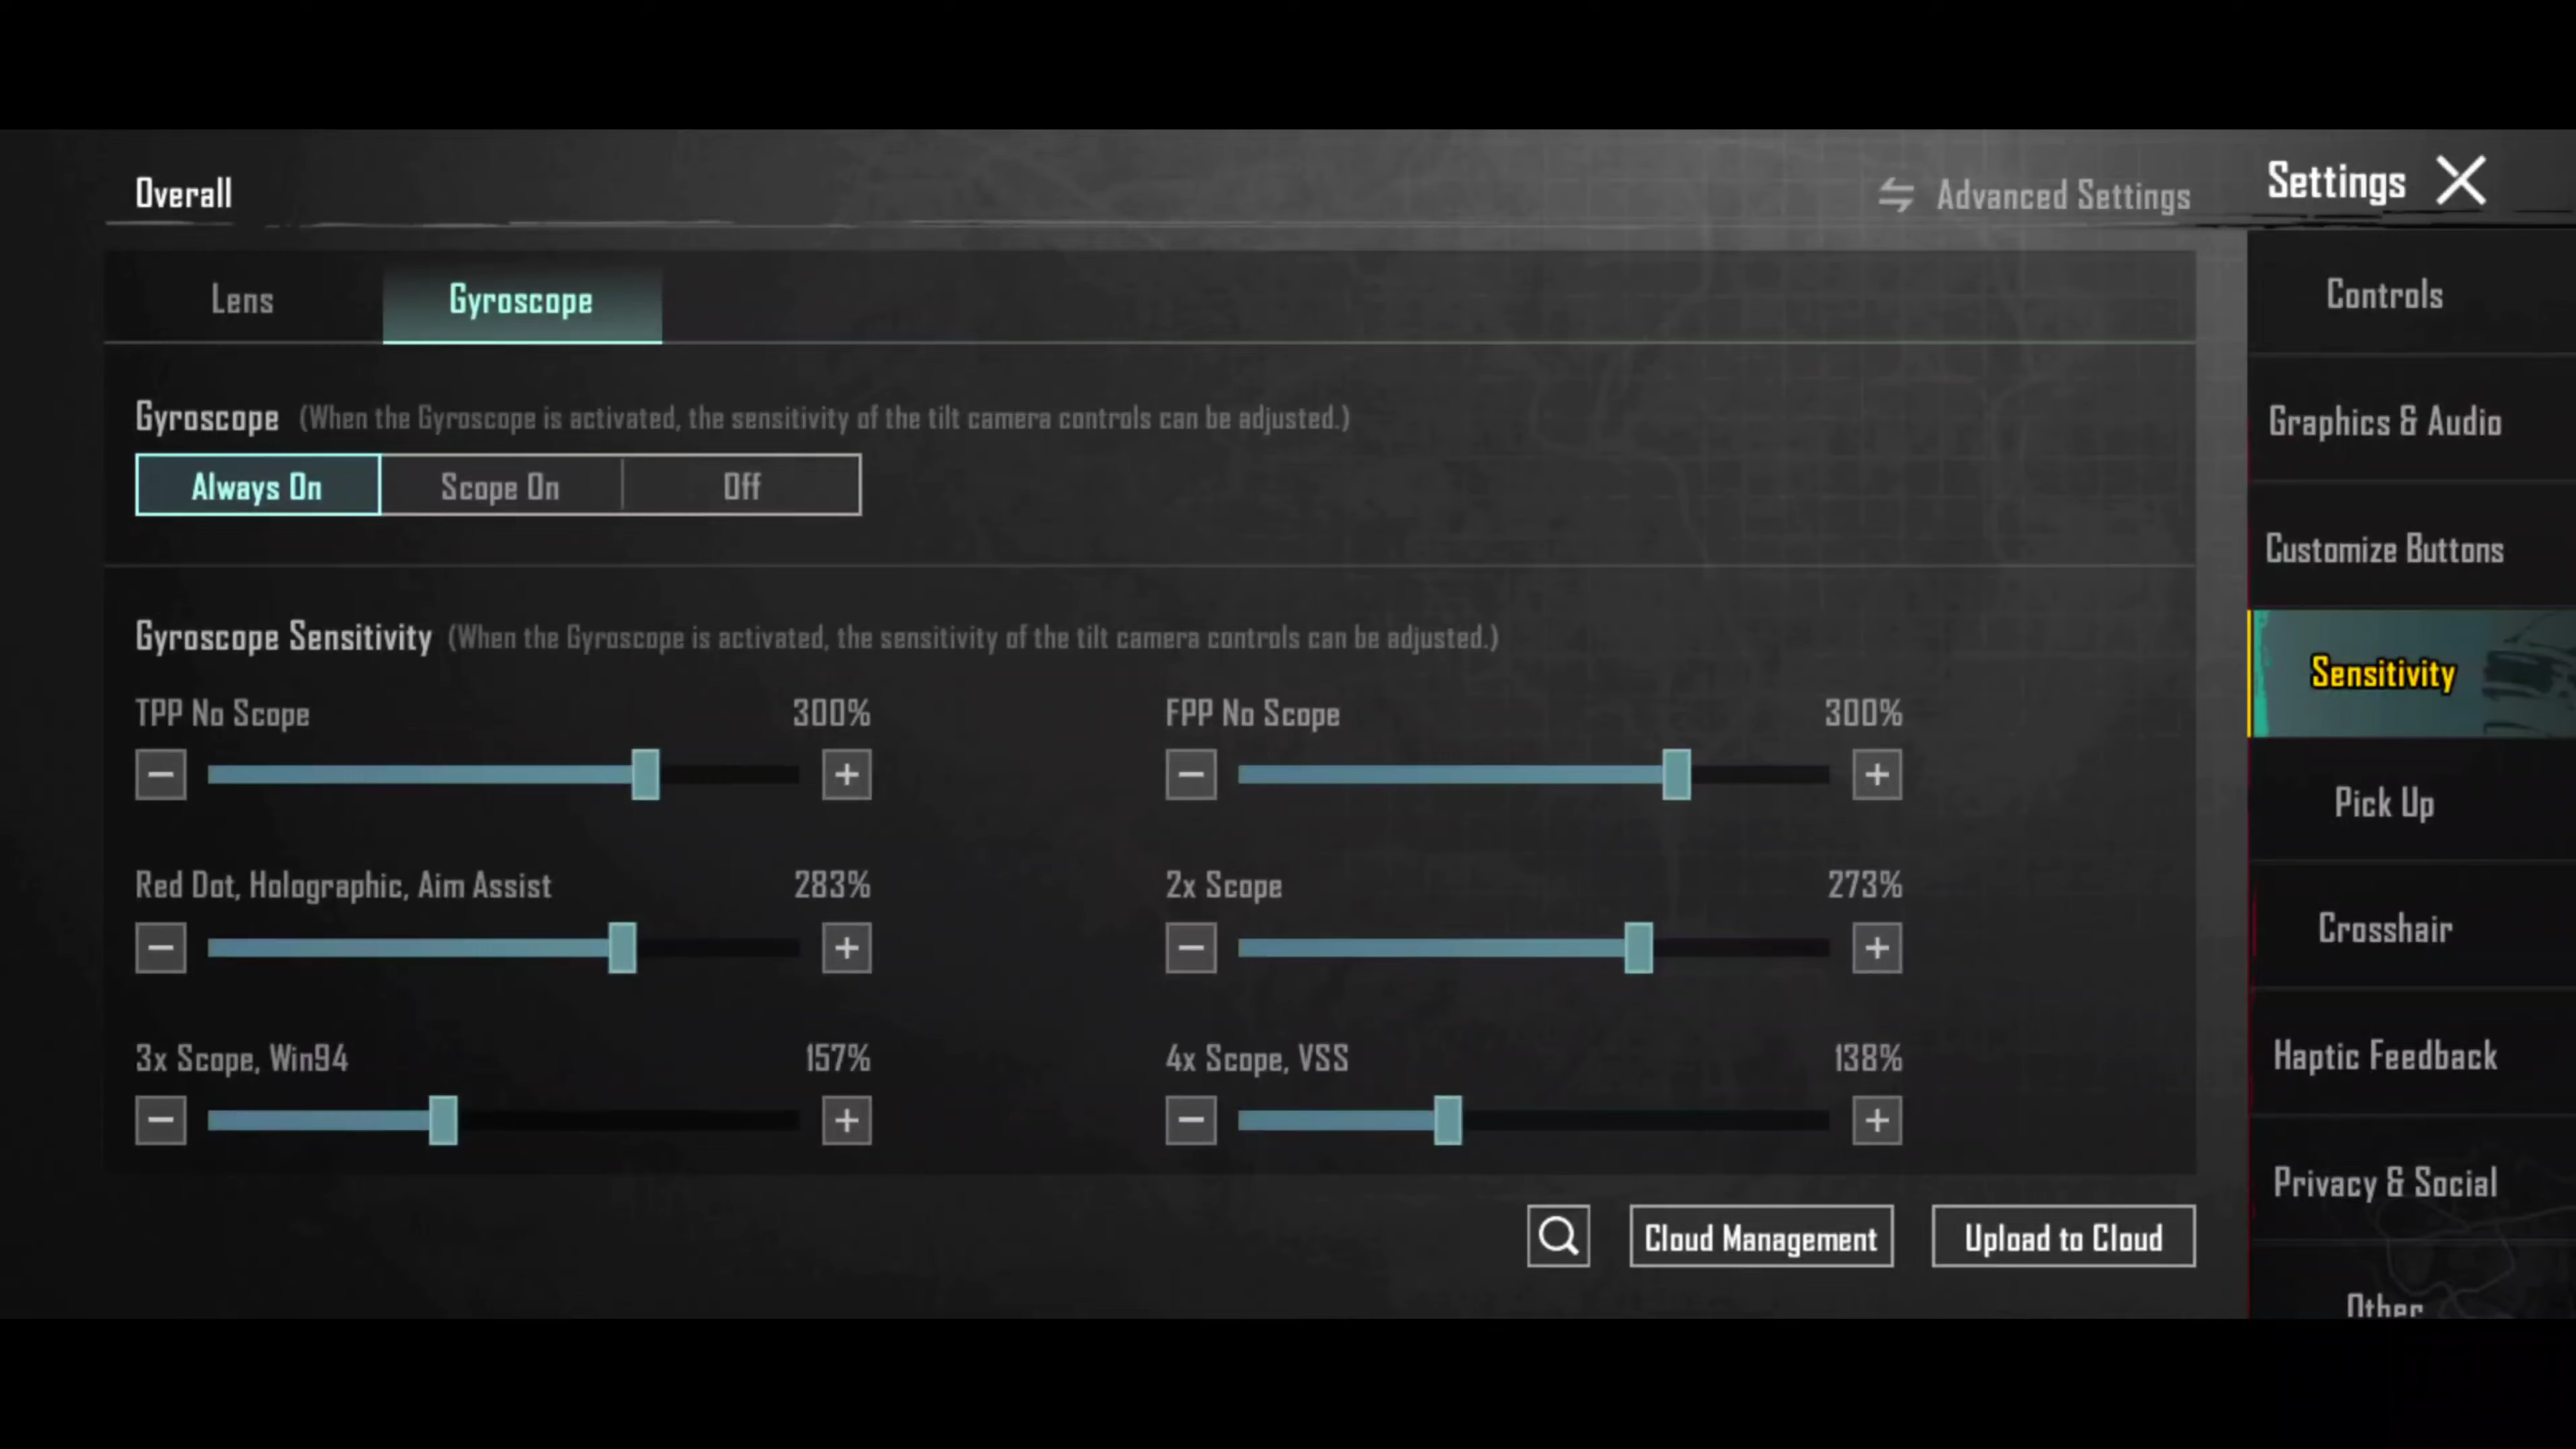 Overall
Advanced Settings
Settings
Lens
Gyroscope
Gyroscope (When the Gyroscope is activated, the sensitivity of the tilt camera controls can be adjusted.)
Always On
Scope On
Off
Gyroscope Sensitivity (When the Gyroscope is activated, the sensitivity of the tilt camera controls can be adjusted.)
TPP No Scope 300%
FPP No Scope 300%
Red Dot, Holographic, Aim Assist 283%
2x Scope 273%
3x Scope, Win94 157%
4x Scope, VSS 138%
Cloud Management
Upload to Cloud
Controls
Graphics & Audio
Customize Buttons
Sensitivity
Pick Up
Crosshair
Haptic Feedback
Privacy & Social
Other